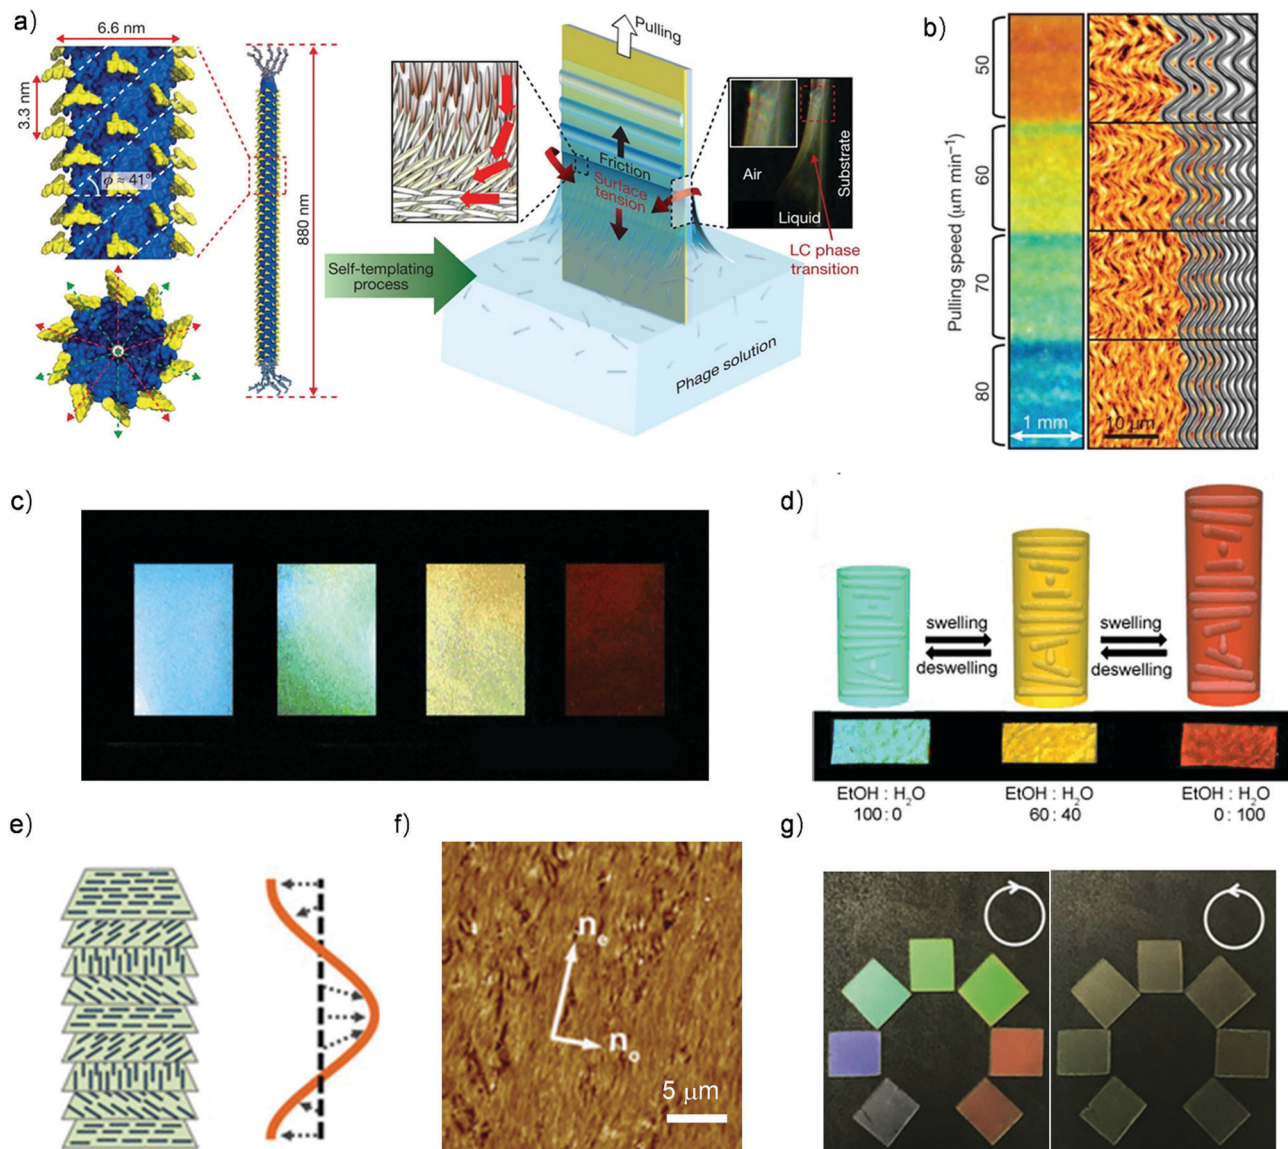 a)
6.6 nm
3.3 nm
ϕ ≈ 41°
880 nm
Self-templating
process
Pulling
Friction
Surface
tension
Air
Liquid
Substrate
LC phase
transition
Phage solution
b)
Pulling speed (μm min⁻¹)
50
60
70
80
1 mm
10 μm
c)
d)
swelling
deswelling
swelling
deswelling
EtOH : H₂O
100 : 0
EtOH : H₂O
60 : 40
EtOH : H₂O
0 : 100
e)
f)
nₑ
nₒ
5 μm
g)